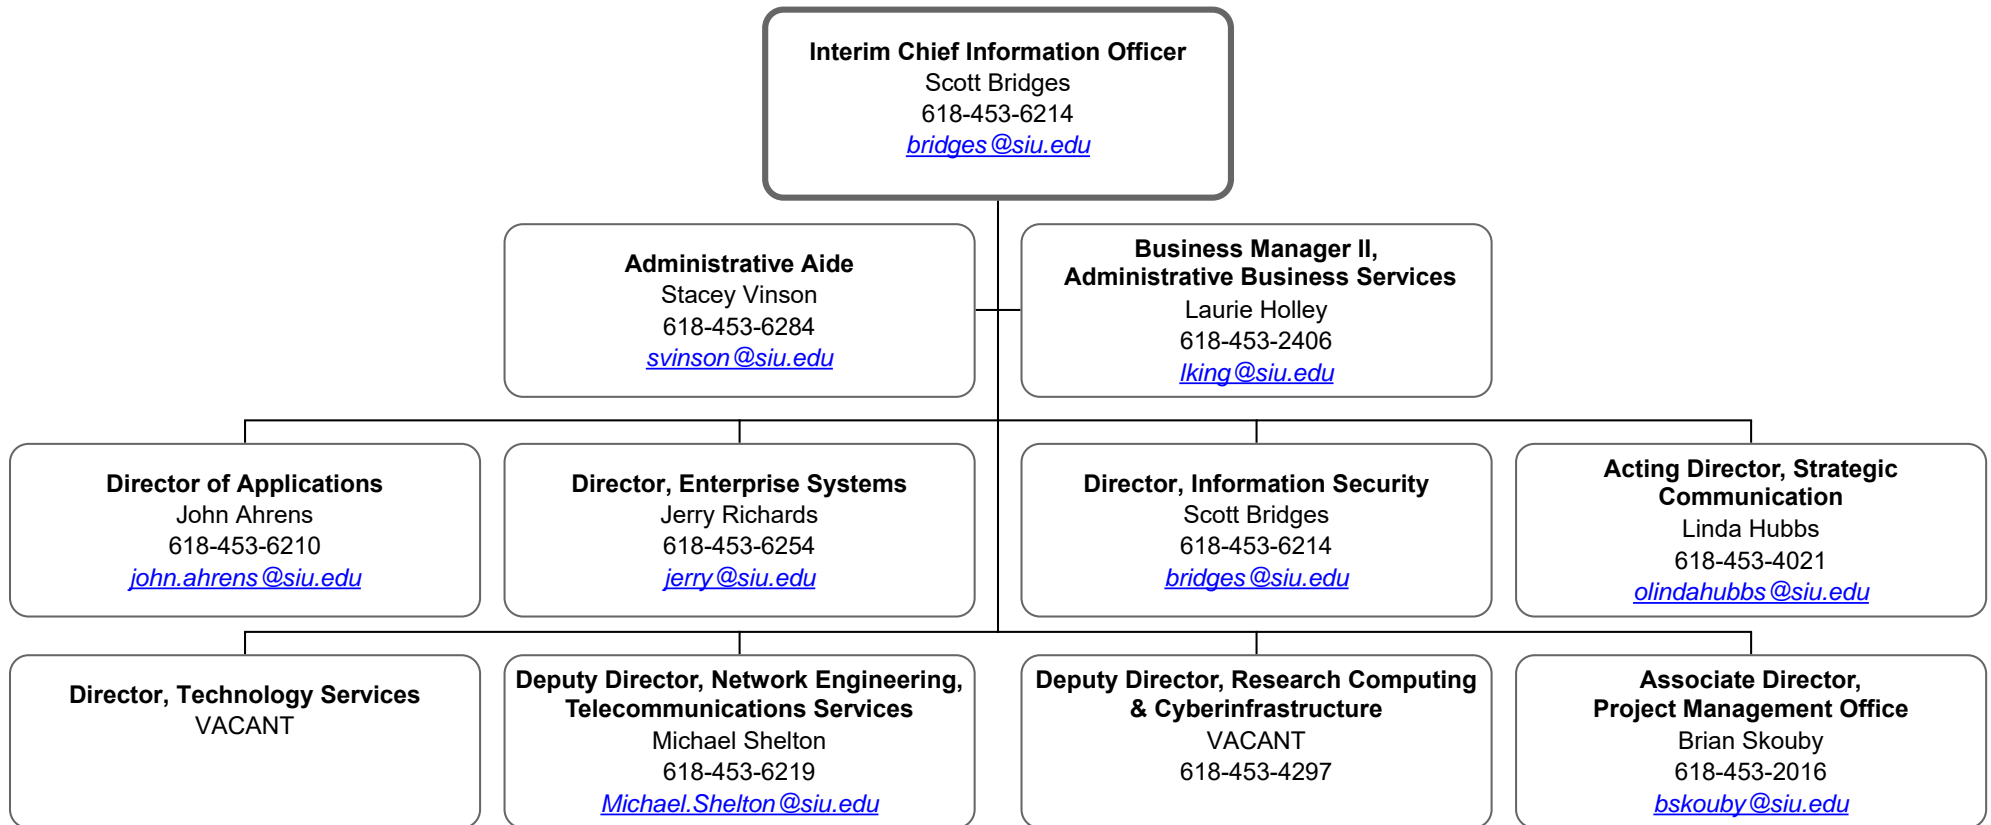 Interim Chief Information Officer
Scott Bridges
618-453-6214
bridges@siu.edu
Administrative Aide
Stacey Vinson
618-453-6284
svinson@siu.edu
Business Manager II,
Administrative Business Services
Laurie Holley
618-453-2406
lking@siu.edu
Director of Applications
John Ahrens
618-453-6210
john.ahrens@siu.edu
Director, Enterprise Systems
Jerry Richards
618-453-6254
jerry@siu.edu
Director, Information Security
Scott Bridges
618-453-6214
bridges@siu.edu
Acting Director, Strategic
Communication
Linda Hubbs
618-453-4021
olindahubbs@siu.edu
Director, Technology Services
VACANT
Deputy Director, Network Engineering,
Telecommunications Services
Michael Shelton
618-453-6219
Michael.Shelton@siu.edu
Deputy Director, Research Computing
& Cyberinfrastructure
VACANT
618-453-4297
Associate Director,
Project Management Office
Brian Skouby
618-453-2016
bskouby@siu.edu